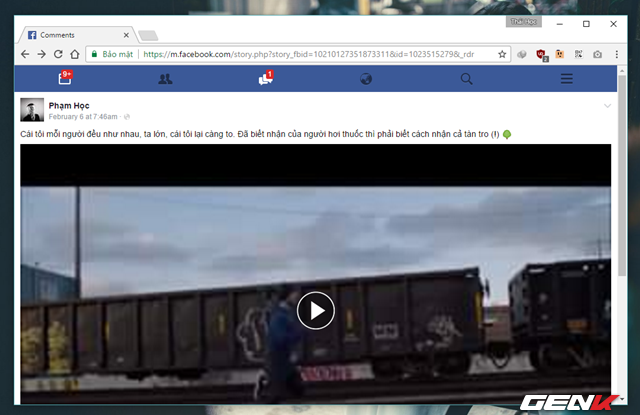 Thái Học
Comments
Bảo mật
https://m.facebook.com/story.php?story_fbid=10210127351873311&id=1023515279&_rdr
9+
1
Phạm Học
February 6 at 7:46am
Cái tôi mỗi người đều như nhau, ta lớn, cái tôi lại càng to. Đã biết nhận của người hơi thuốc thì phải biết cách nhận cả tàn tro (!)
GENK